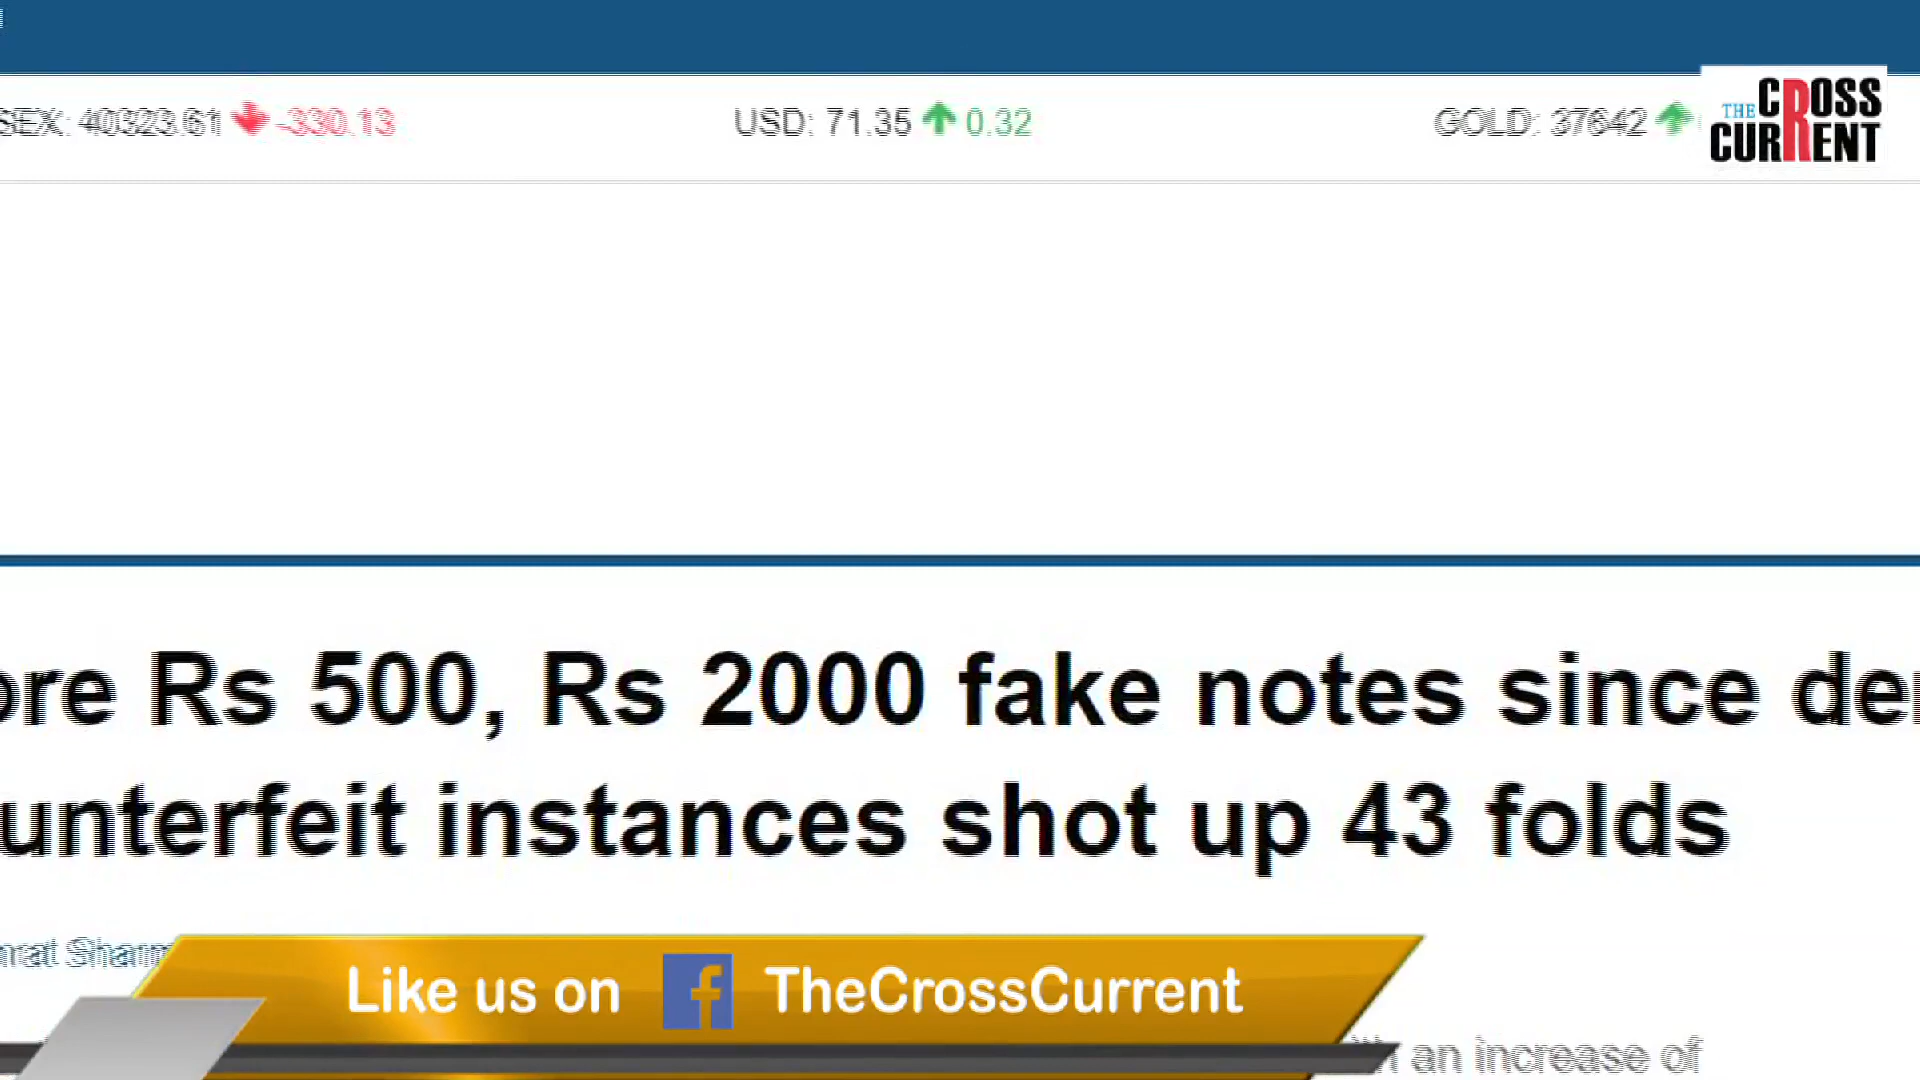 SEX: 40323.61 -330.13 USD: 71.35 0.32 GOLD: 37642
THE CROSS CURRENT
ore Rs 500, Rs 2000 fake notes since der
unterfeit instances shot up 43 folds
Like us on TheCrossCurrent
an increase of